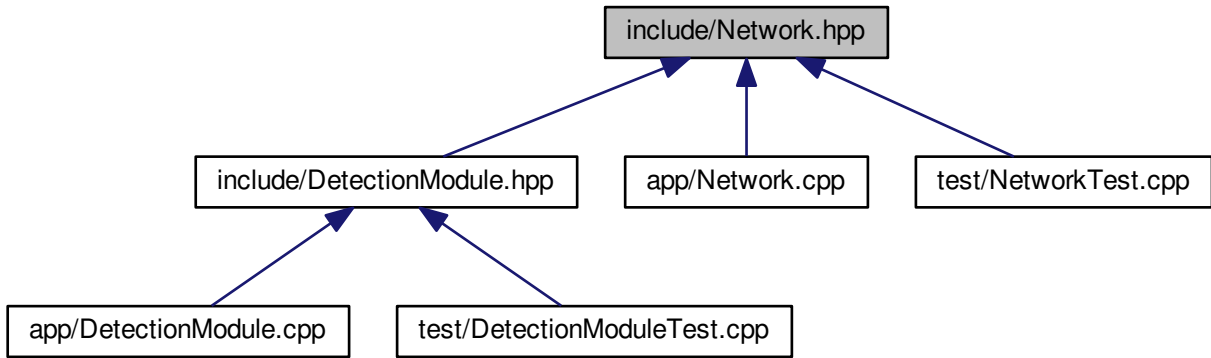 include/Network.hpp
include/DetectionModule.hpp
app/Network.cpp
test/NetworkTest.cpp
app/DetectionModule.cpp
test/DetectionModuleTest.cpp